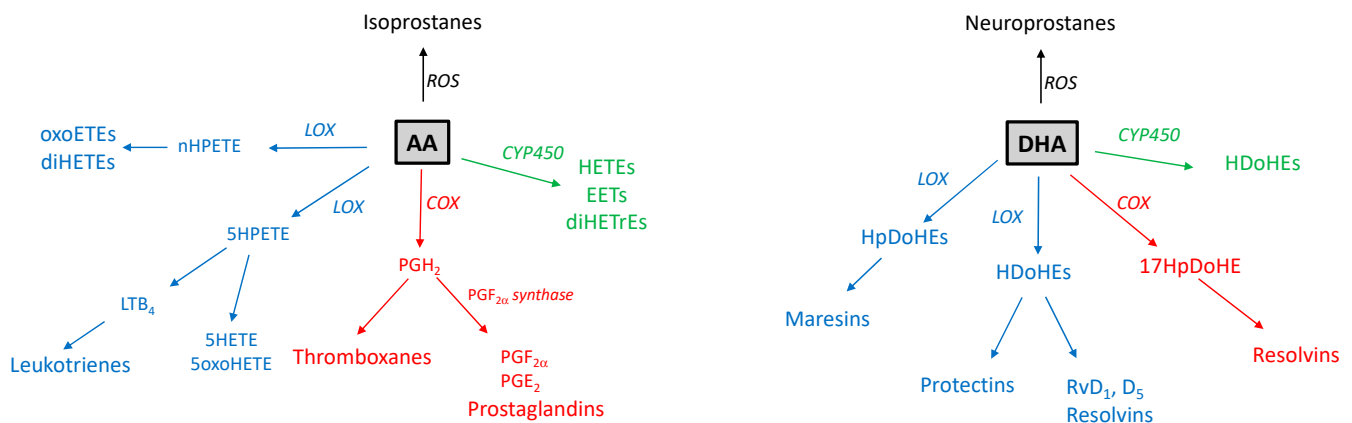 Isoprostanes
ROS
AA
LOX
nHPETE
oxoETEs
diHETEs
CYP450
HETEs
EETs
diHETrEs
LOX
5HPETE
LTB4
Leukotrienes
5HETE
5oxoHETE
COX
PGH2
PGF2α synthase
Thromboxanes
PGF2α
PGE2
Prostaglandins
Neuroprostanes
ROS
DHA
CYP450
HDoHEs
LOX
HpDoHEs
Maresins
LOX
HDoHEs
Protectins
RvD1, D5
Resolvins
COX
17HpDoHE
Resolvins